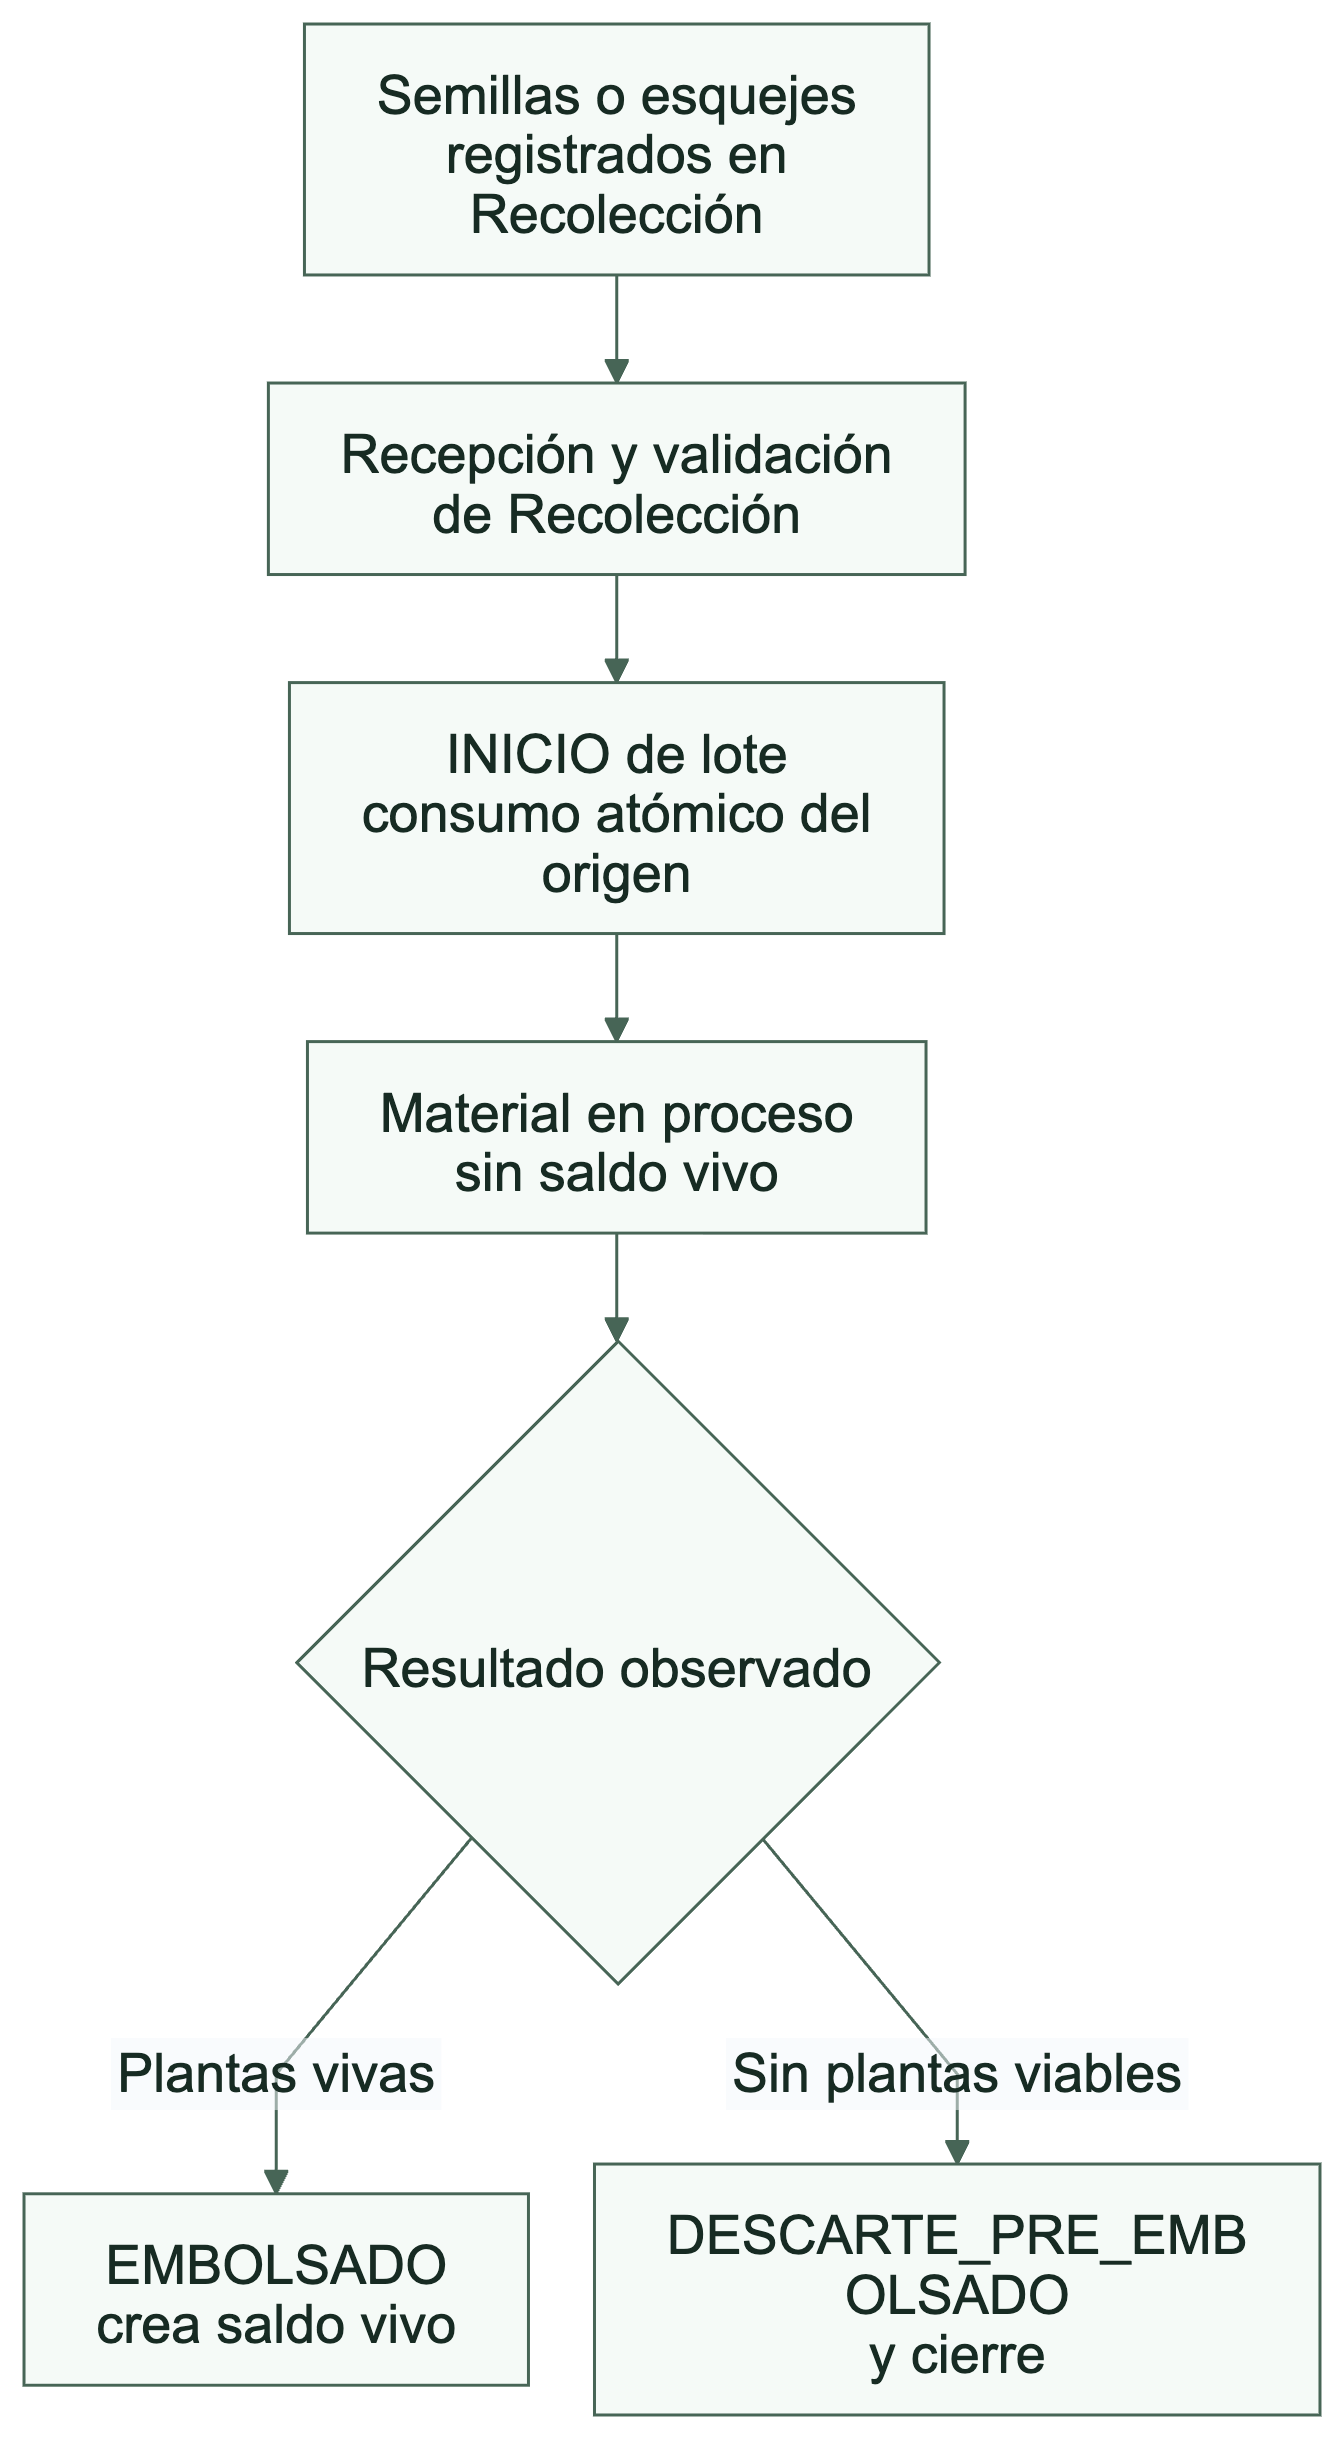 Semillas o esquejes
registrados en
Recolección
Recepción y validación
de Recolección
INICIO de lote
consumo atómico del
origen
Material en proceso
sin saldo vivo
Resultado observado
Plantas vivas
Sin plantas viables
EMBOLSADO
crea saldo vivo
DESCARTE_PRE_EMB
OLSADO
y cierre